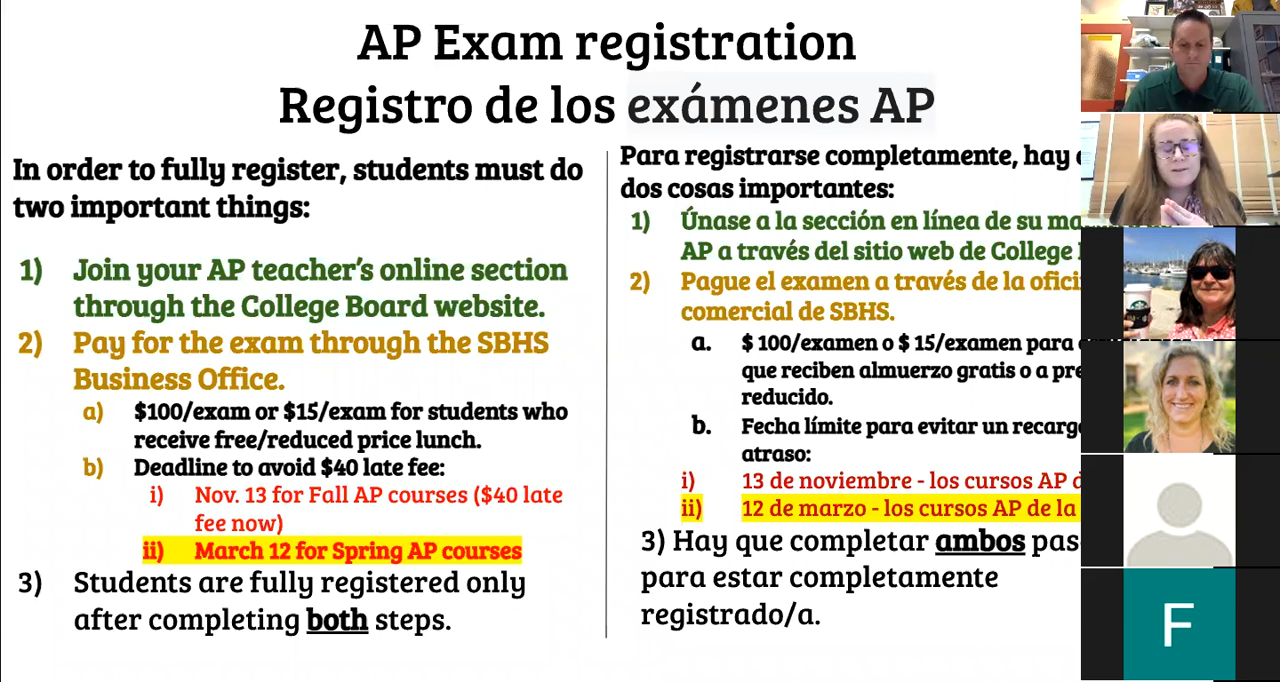 AP Exam registration
Registro de los exámenes AP
In order to fully register, students must do
two important things:
1) Join your AP teacher's online section
through the College Board website.
2) Pay for the exam through the SBHS
Business Office.
a) $100/exam or $15/exam for students who
receive free/reduced price lunch.
b) Deadline to avoid $40 late fee:
i) Nov. 13 for Fall AP courses ($40 late
fee now)
ii) March 12 for Spring AP courses
3) Students are fully registered only
after completing both steps.
Para registrarse completamente, hay
dos cosas importantes:
1) Únase a la sección en línea de su
AP a través del sitio web de College
2) Pague el examen a través de la
comercial de SBHS.
a. $ 100/examen o $ 15/examen para
que reciben almuerzo gratis o a
reducido.
b. Fecha límite para evitar un
atraso:
i) 13 de noviembre - los cursos AP
ii) 12 de marzo - los cursos AP de la
3) Hay que completar ambos
para estar completamente
registrado/a.
F